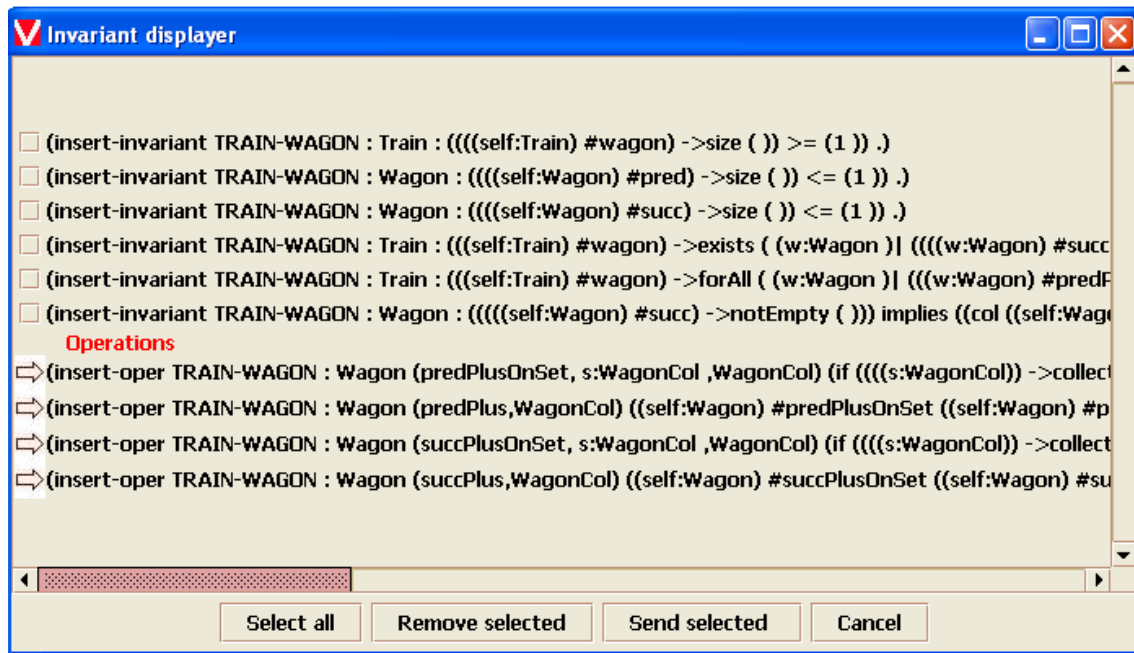 Invariant displayer
(insert-invariant TRAIN-WAGON : Train : ((((self:Train) #wagon) ->size ( )) >= (1 )) .)
(insert-invariant TRAIN-WAGON : Wagon : ((((self:Wagon) #pred) ->size ( )) <= (1 )) .)
(insert-invariant TRAIN-WAGON : Wagon : ((((self:Wagon) #succ) ->size ( )) <= (1 )) .)
(insert-invariant TRAIN-WAGON : Train : (((self:Train) #wagon) ->exists ( (w:Wagon )| ((((w:Wagon) #succ
(insert-invariant TRAIN-WAGON : Train : (((self:Train) #wagon) ->forAll ( (w:Wagon )| (((w:Wagon) #predP
(insert-invariant TRAIN-WAGON : Wagon : (((((self:Wagon) #succ) ->notEmpty ( ))) implies ((col ((self:Wago
Operations
(insert-oper TRAIN-WAGON : Wagon (predPlusOnSet, s:WagonCol ,WagonCol) (if ((((s:WagonCol)) ->collect
(insert-oper TRAIN-WAGON : Wagon (predPlus,WagonCol) ((self:Wagon) #predPlusOnSet ((self:Wagon) #p
(insert-oper TRAIN-WAGON : Wagon (succPlusOnSet, s:WagonCol ,WagonCol) (if ((((s:WagonCol)) ->collect
(insert-oper TRAIN-WAGON : Wagon (succPlus,WagonCol) ((self:Wagon) #succPlusOnSet ((self:Wagon) #su
Select all Remove selected Send selected Cancel